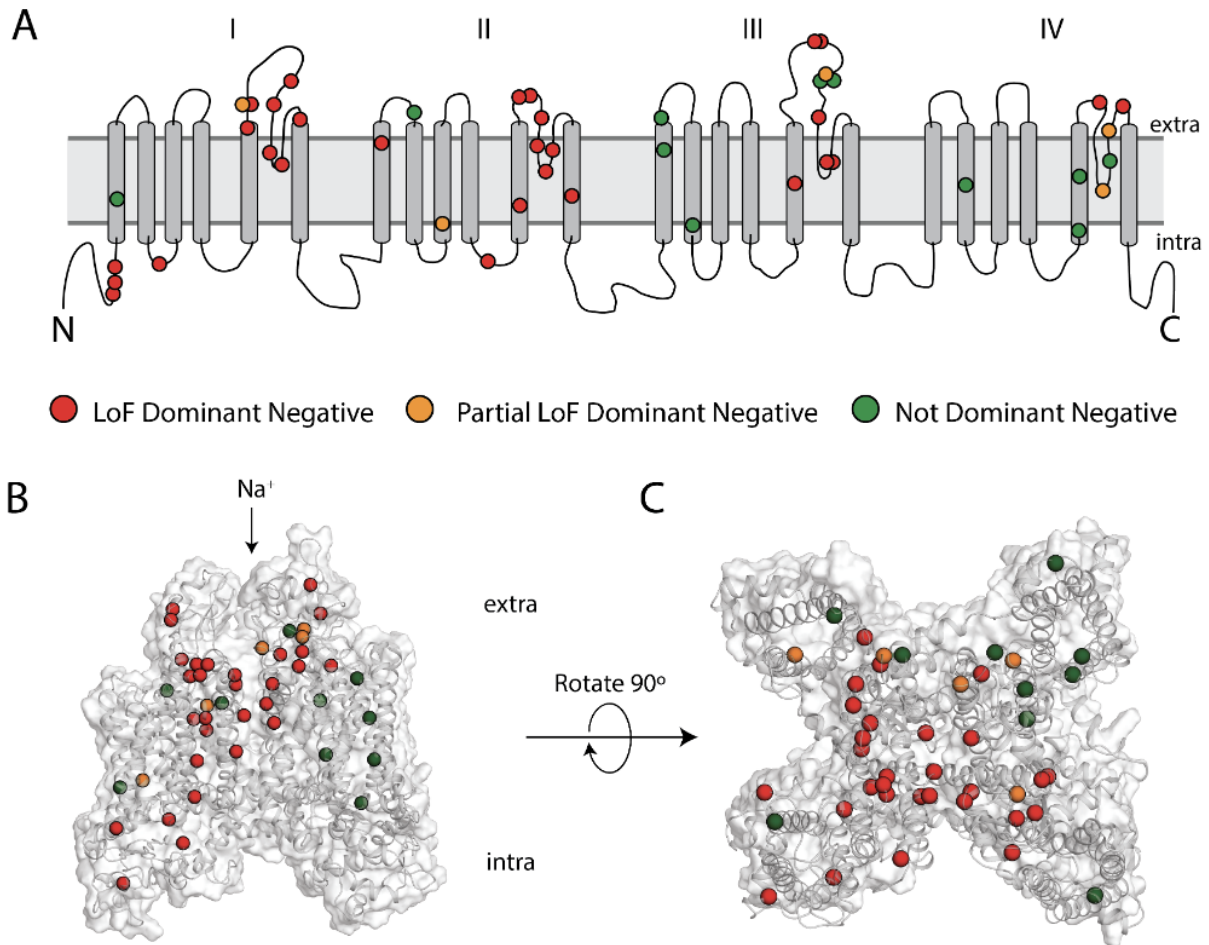 A
I II III IV
extra
intra
N C
LoF Dominant Negative Partial LoF Dominant Negative Not Dominant Negative
B Na⁺ C
extra
Rotate 90º
intra